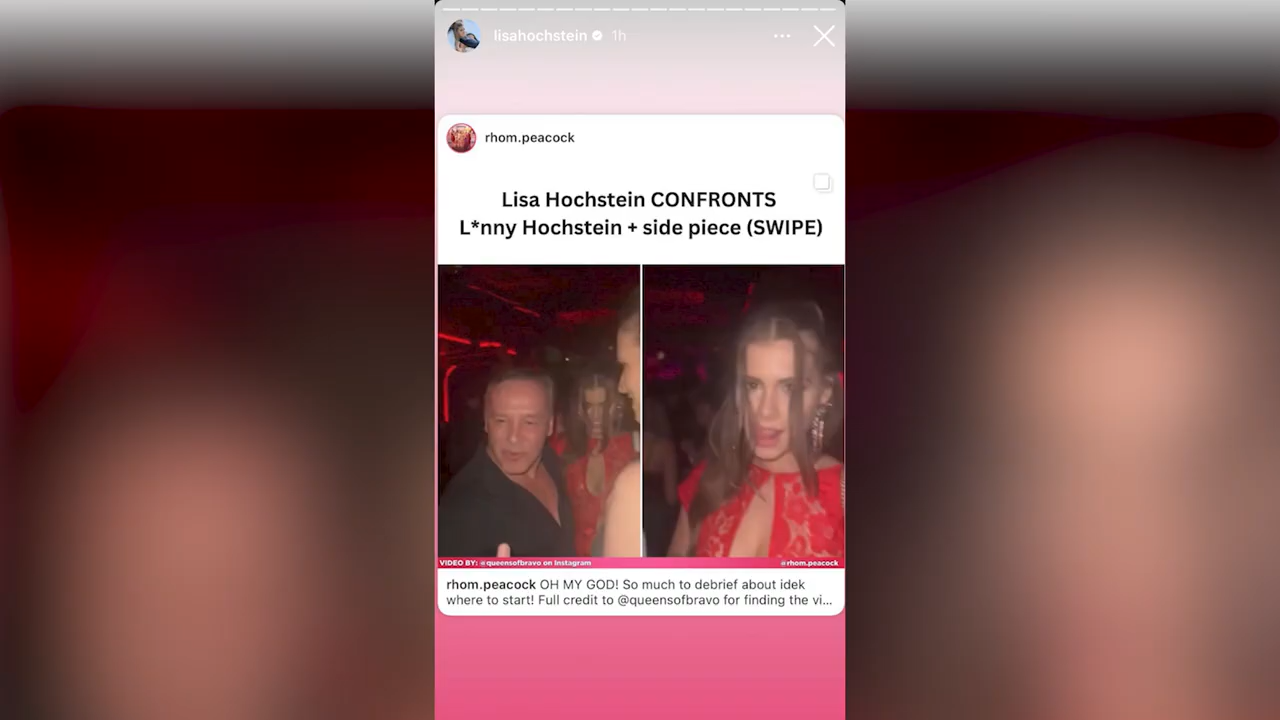 lisahochstein 1h
rhom.peacock
Lisa Hochstein CONFRONTS
L*nny Hochstein + side piece (SWIPE)
VIDEO BY: @queensofbravo on Instagram
@rhom.peacock
rhom.peacock OH MY GOD! So much to debrief about idek
where to start! Full credit to @queensofbravo for finding the vi...